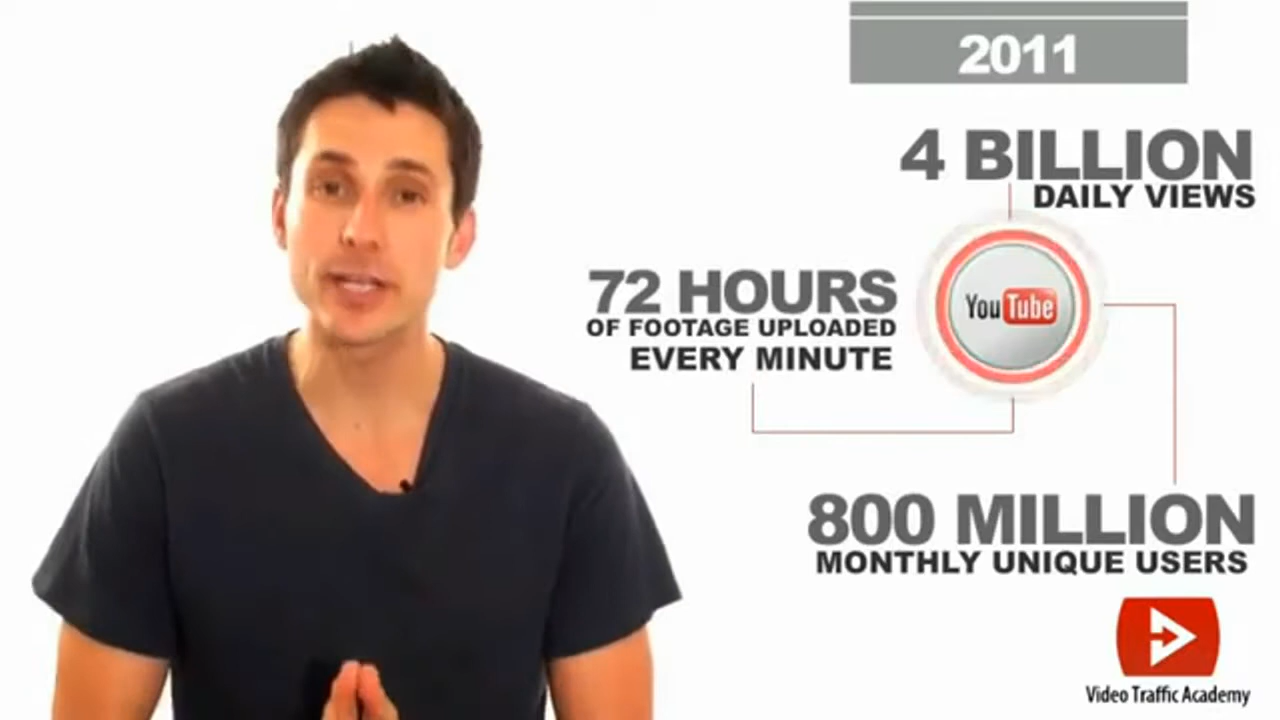 2011
4 BILLION
DAILY VIEWS
72 HOURS
OF FOOTAGE UPLOADED
EVERY MINUTE
YouTube
800 MILLION
MONTHLY UNIQUE USERS
Video Traffic Academy